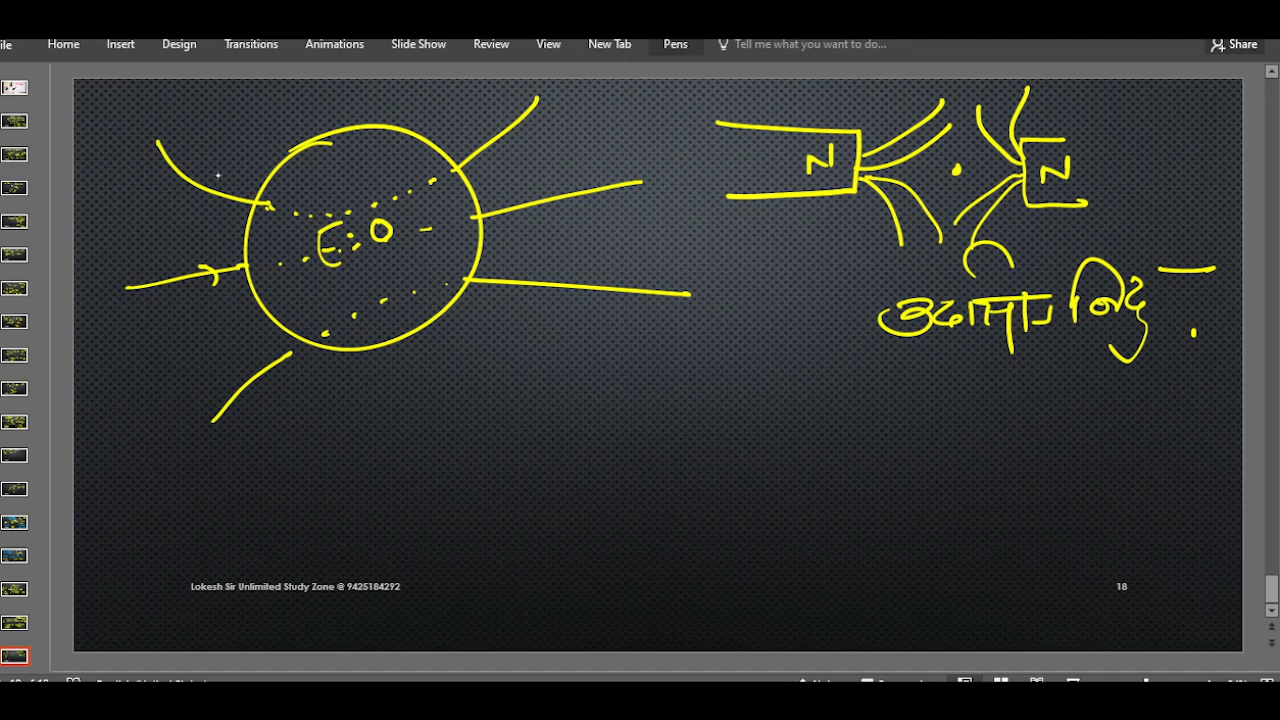 File Home Insert Design Transitions Animations Slide Show Review View New Tab Pens Tell me what you want to do... Share
E=0
N
N
उदासीन बिन्दु
Lokesh Sir Unlimited Study Zone @ 9425184292
18